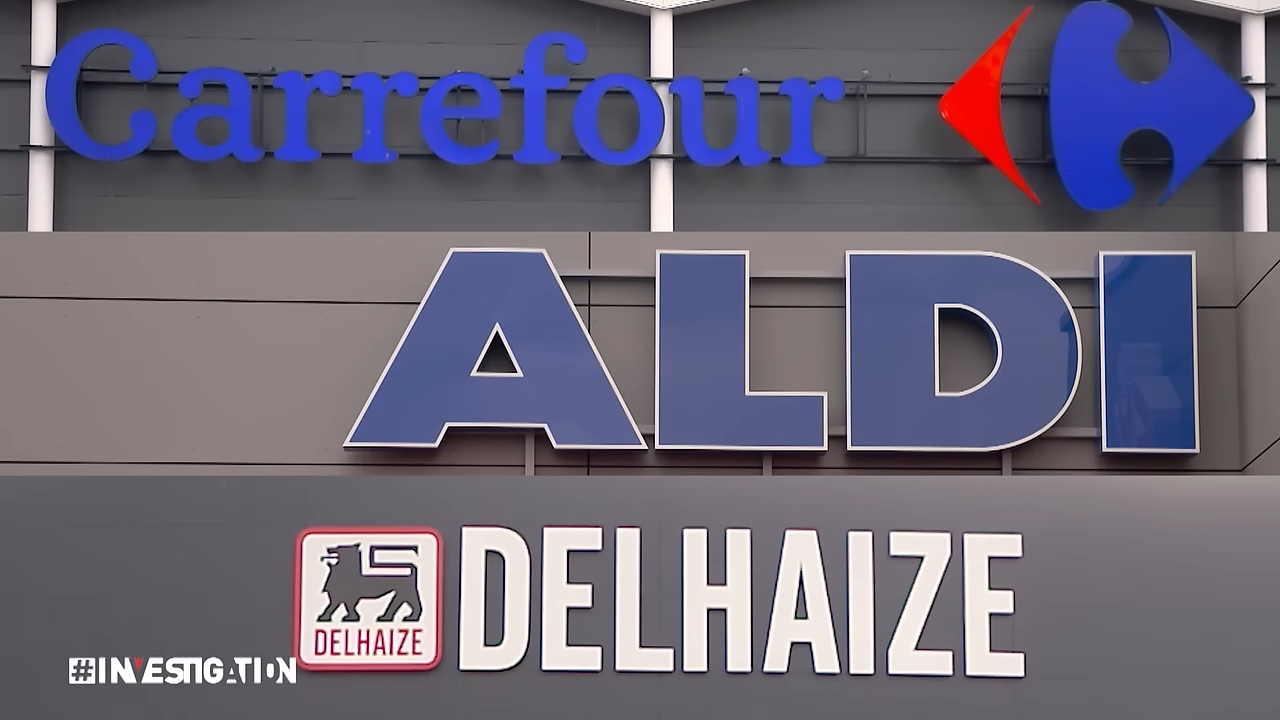 Carrefour
ALDI
DELHAIZE
DELHAIZE
#INVESTIGATION